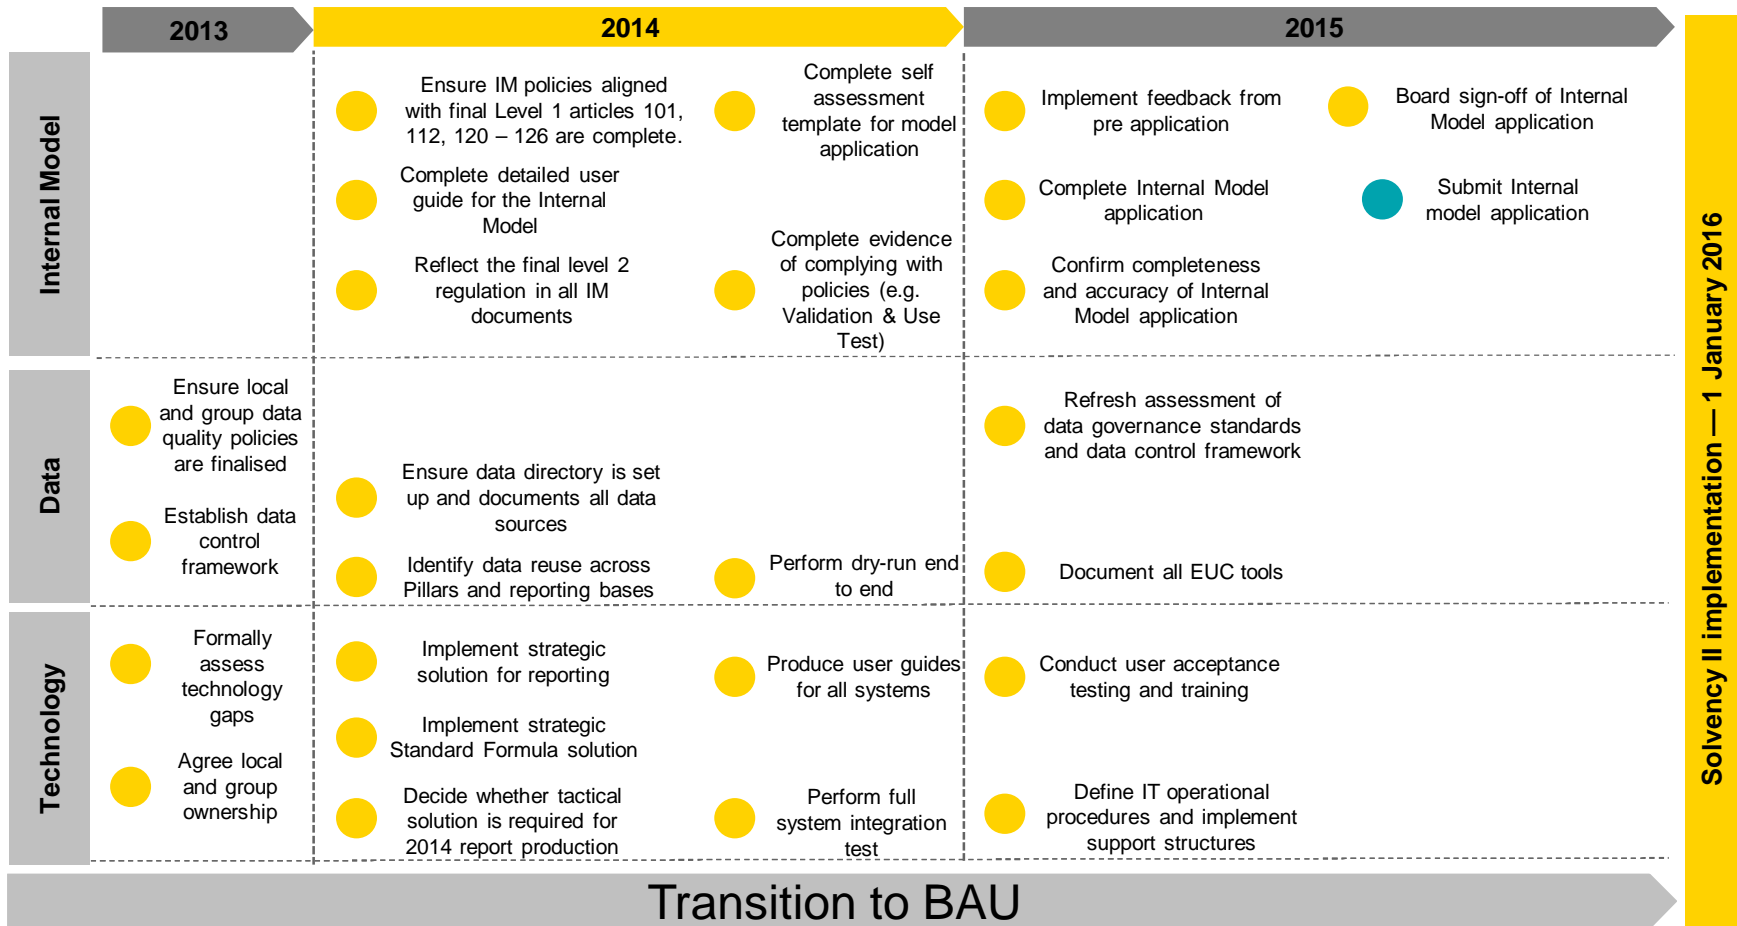 2013
2014
2015
Internal Model
Ensure IM policies aligned
with final Level 1 articles 101,
112, 120 – 126 are complete.
Complete detailed user
guide for the Internal
Model
Reflect the final level 2
regulation in all IM
documents
Complete self
assessment
template for model
application
Complete evidence
of complying with
policies (e.g.
Validation & Use
Test)
Implement feedback from
pre application
Complete Internal Model
application
Confirm completeness
and accuracy of Internal
Model application
Board sign-off of Internal
Model application
Submit Internal
model application
Data
Ensure local
and group data
quality policies
are finalised
Establish data
control
framework
Ensure data directory is set
up and documents all data
sources
Identify data reuse across
Pillars and reporting bases
Perform dry-run end
to end
Refresh assessment of
data governance standards
and data control framework
Document all EUC tools
Technology
Formally
assess
technology
gaps
Agree local
and group
ownership
Implement strategic
solution for reporting
Implement strategic
Standard Formula solution
Decide whether tactical
solution is required for
2014 report production
Produce user guides
for all systems
Perform full
system integration
test
Conduct user acceptance
testing and training
Define IT operational
procedures and implement
support structures
Solvency II implementation — 1 January 2016
Transition to BAU